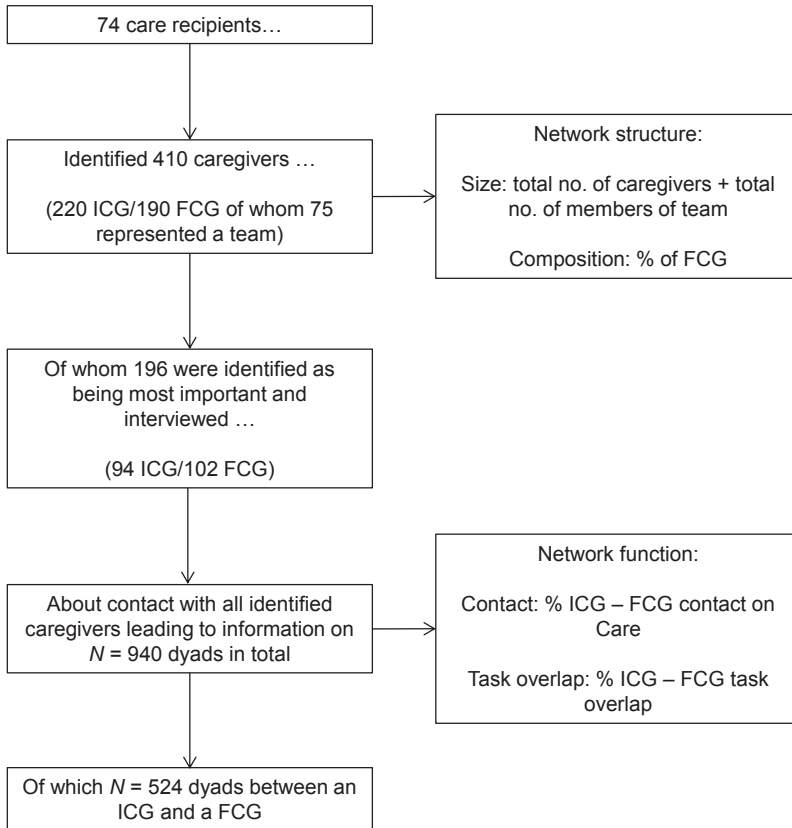 74 care recipients…
Identified 410 caregivers …
(220 ICG/190 FCG of whom 75
represented a team)
Network structure:
Size: total no. of caregivers + total
no. of members of team
Composition: % of FCG
Of whom 196 were identified as
being most important and
interviewed …
(94 ICG/102 FCG)
About contact with all identified
caregivers leading to information on
N = 940 dyads in total
Network function:
Contact: % ICG – FCG contact on
Care
Task overlap: % ICG – FCG task
overlap
Of which N = 524 dyads between an
ICG and a FCG